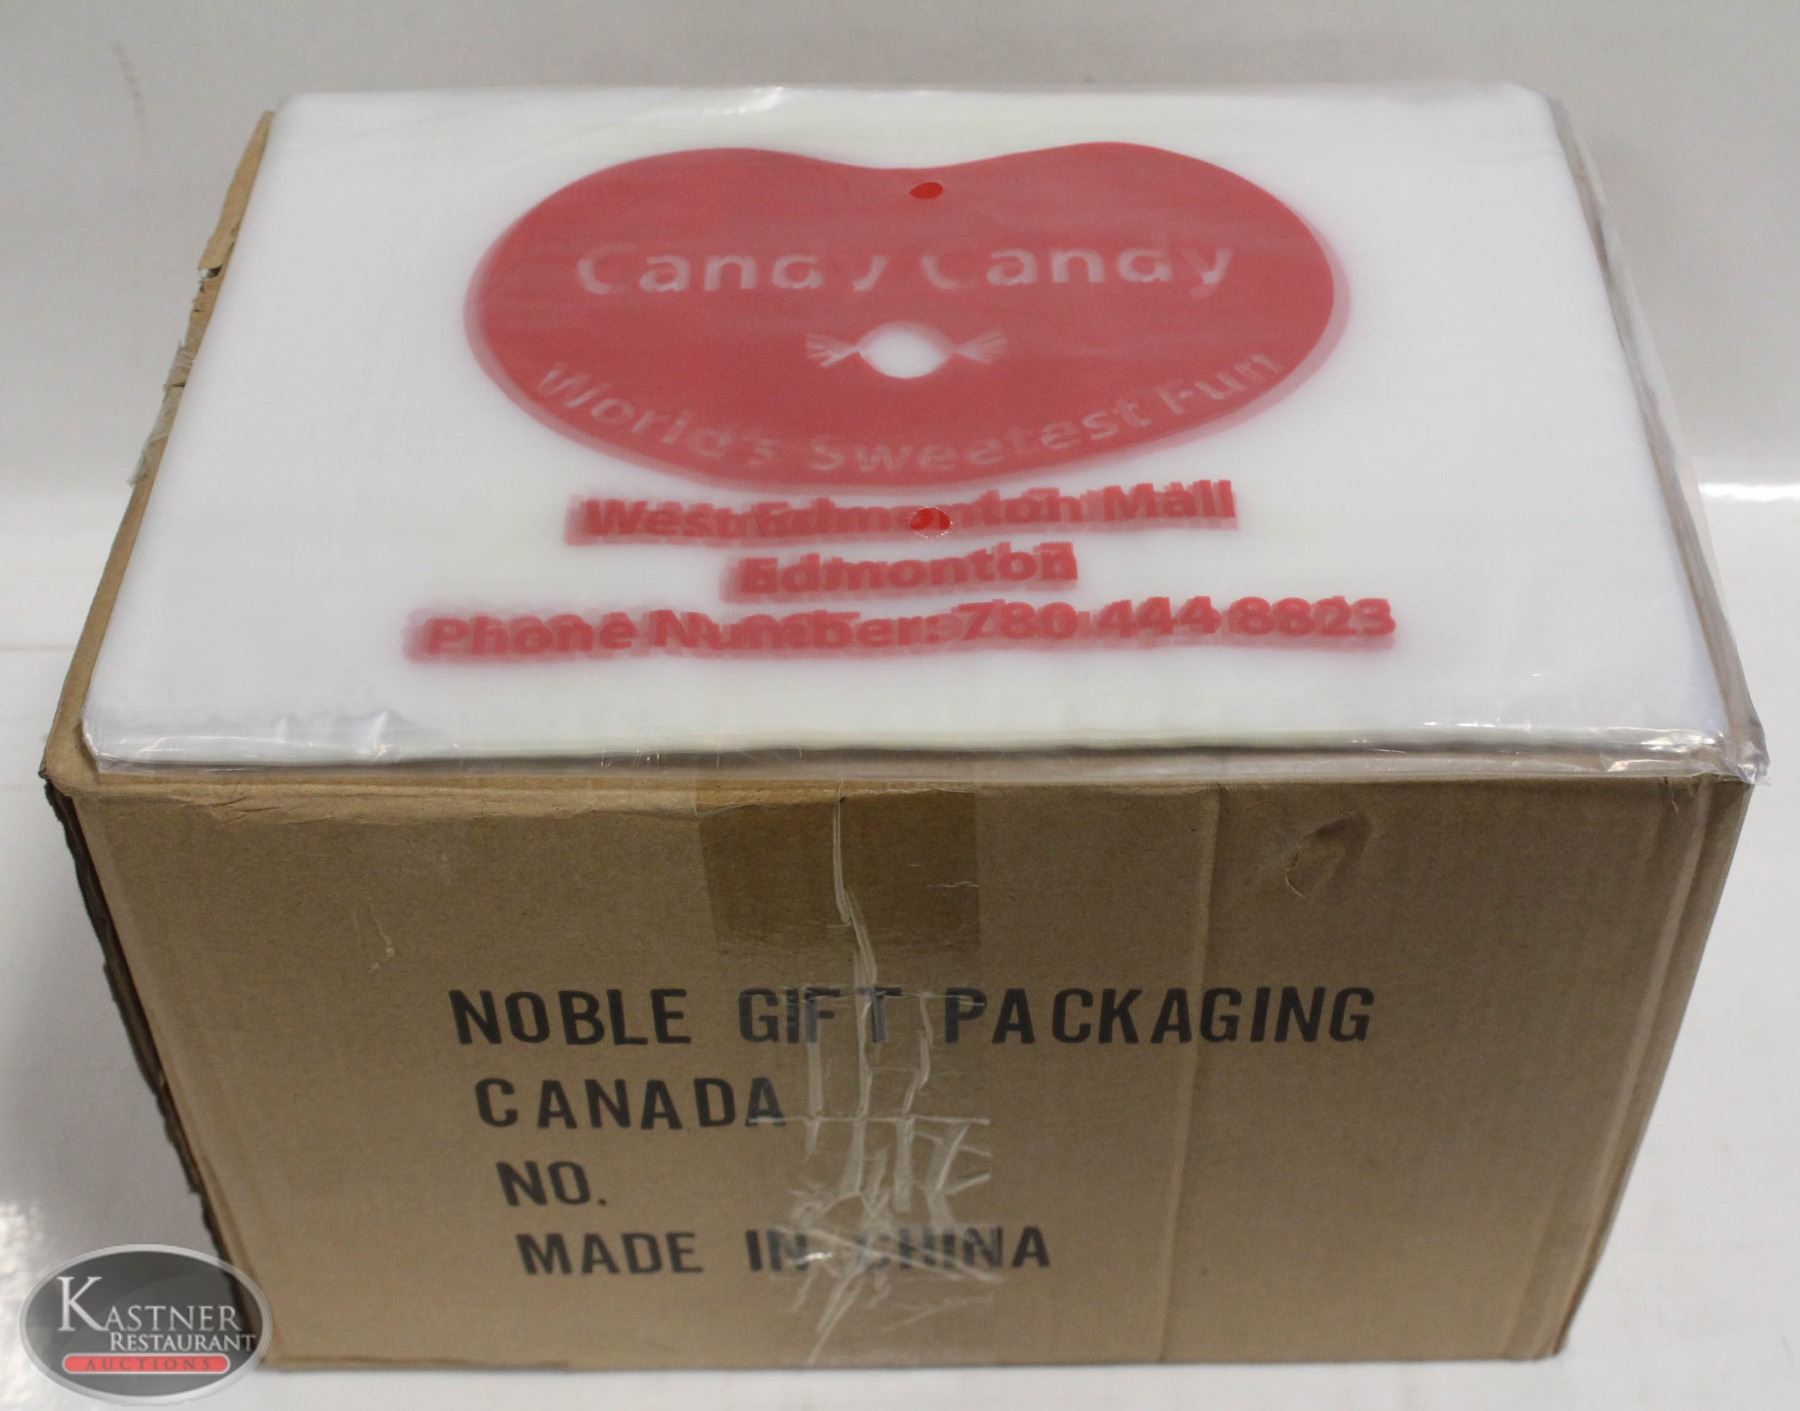 Candy Candy
World's Sweetest Fun
West Edmonton Mall
Edmonton
Phone Number: 780 444 8823
NOBLE GIFT PACKAGING
CANADA
NO.
MADE IN CHINA
KASTNER
RESTAURANT
AUCTIONS